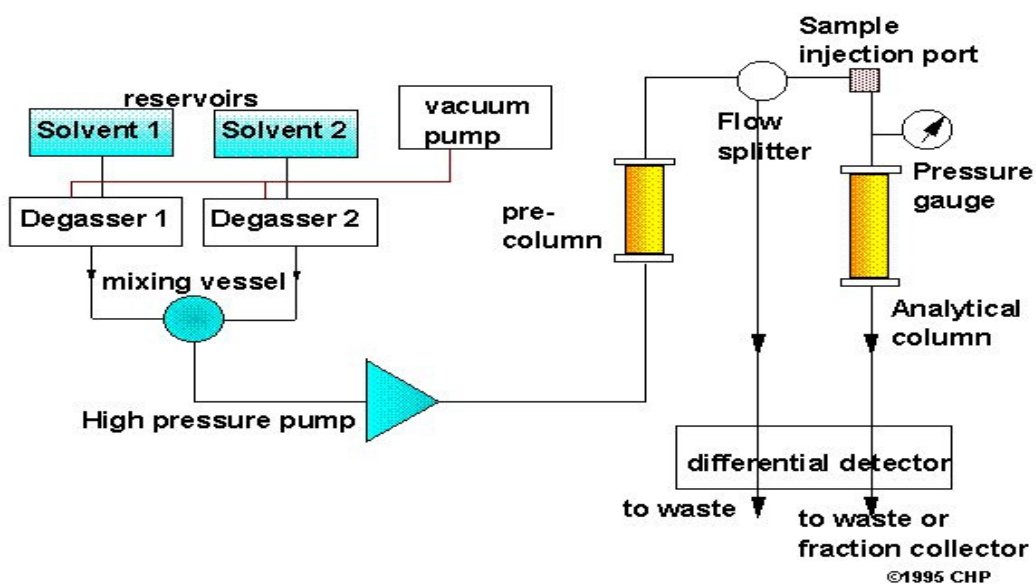 reservoirs
Solvent 1
Solvent 2
vacuum
pump
Degasser 1
Degasser 2
mixing vessel
High pressure pump
pre-
column
Flow
splitter
Sample
injection port
Pressure
gauge
Analytical
column
differential detector
to waste
to waste or
fraction collector
©1995 CHP